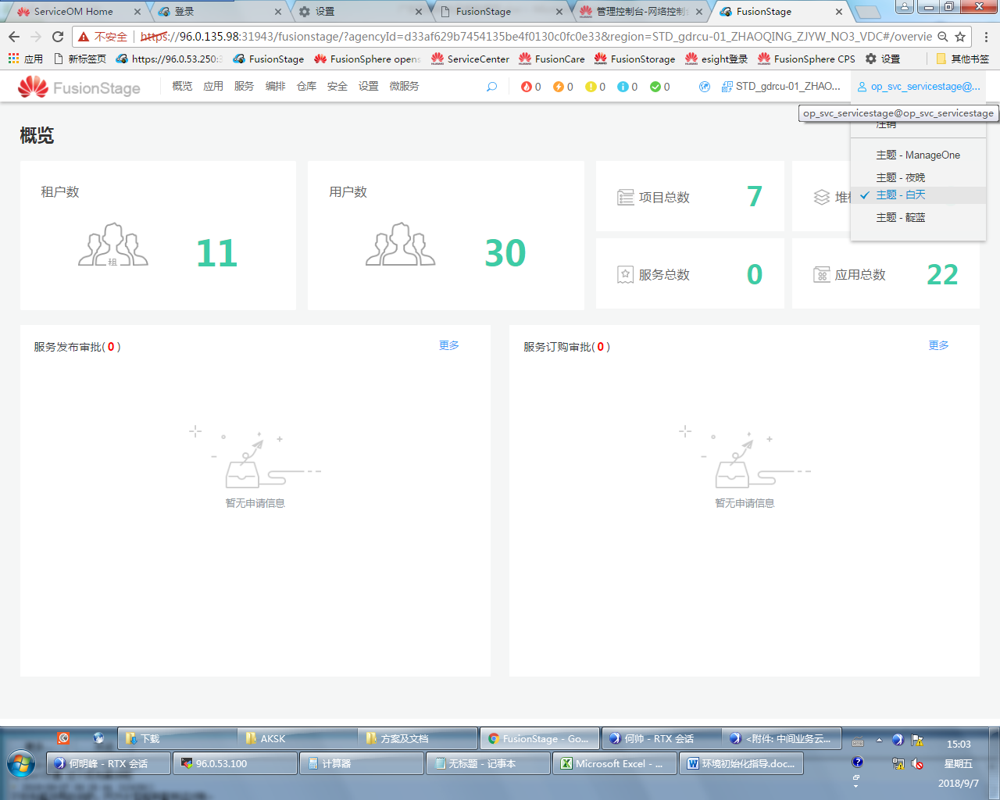 ServiceOM Home
登录
设置
FusionStage
管理控制台-网络控制
FusionStage
不安全
https://96.0.135.98:31943/fusionstage/?agencyId=d33af629b7454135be4f0130c0fc0e33&region=STD_gdrcu-01_ZHAOQING_ZJYW_NO3_VDC#/overvie
应用
新标签页
https://96.0.53.250:
FusionStage
FusionSphere opens
ServiceCenter
FusionCare
FusionStorage
esight登录
FusionSphere CPS
设置
其他书签
FusionStage
概览
应用
服务
编排
仓库
安全
设置
微服务
0
0
0
0
0
STD_gdrcu-01_ZHAO...
op_svc_servicestage@...
op_svc_servicestage@op_svc_servicestage
注销
主题 - ManageOne
主题 - 夜晚
主题 - 白天
主题 - 靛蓝
概览
租户数
租
11
用户数
30
项目总数
7
服务总数
0
应用总数
22
服务发布审批( 0 )
更多
暂无申请信息
服务订购审批( 0 )
更多
暂无申请信息
下载
AKSK
方案及文档
FusionStage - Go...
何帅 - RTX 会话
<附件: 中间业务云...
何明峰 - RTX 会话
96.0.53.100
计算器
无标题 - 记事本
Microsoft Excel - ...
环境初始化指导.doc...
15:03
星期五
2018/9/7